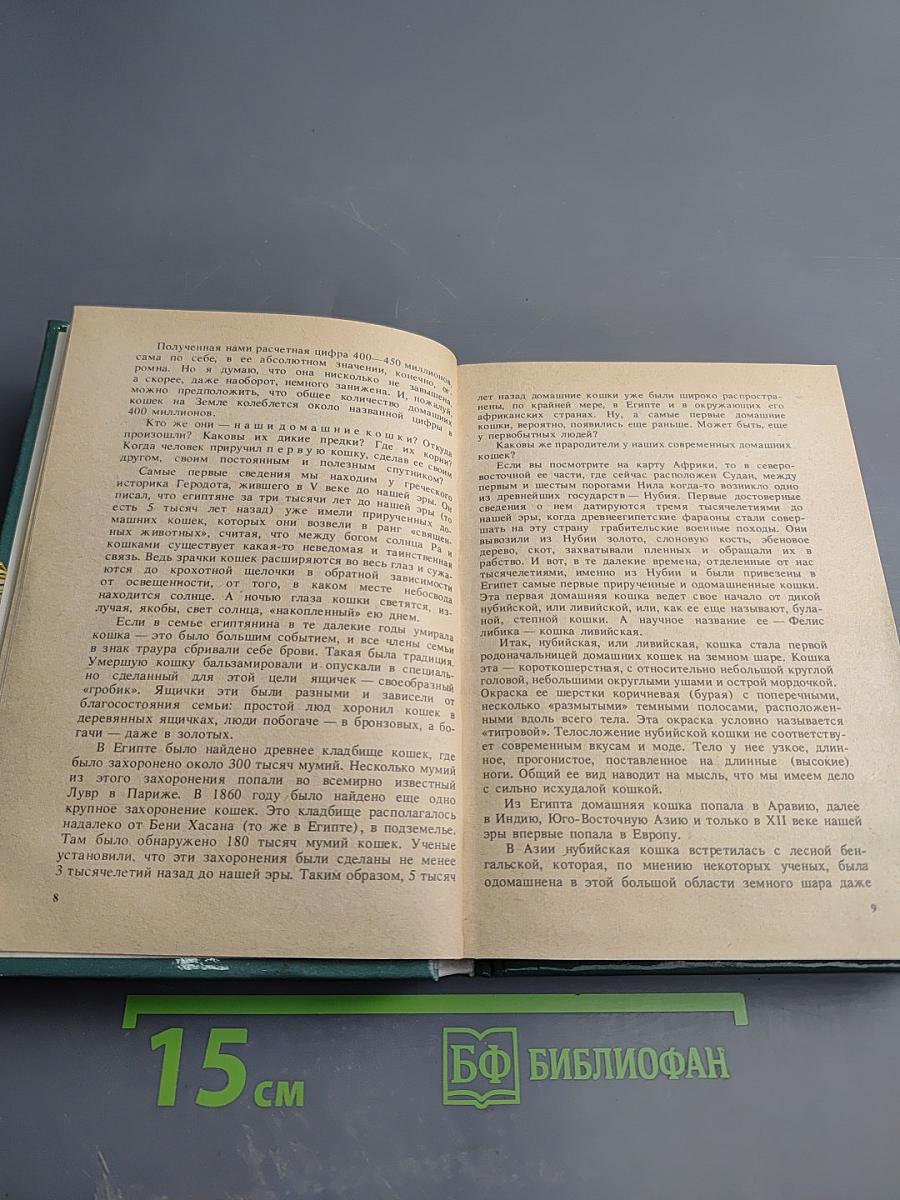 Полученная нами расчетная цифра 400—450 миллионов
сама по себе, в ее абсолютном значении, конечно, ог-
ромна. Но я думаю, что она нисколько не завышена,
а скорее, даже наоборот, немного занижена. И, пожалуй,
можно предположить, что общее количество домашних
кошек на Земле колеблется около названной цифры в
400 миллионов.
Кто же они — наши домашние кошки? Откуда
произошли? Каковы их дикие предки? Где их корни?
Когда человек приручил первую кошку, сделав ее своим
другом, своим постоянным и полезным спутником?
Самые первые сведения мы находим у греческого
историка Геродота, жившего в V веке до нашей эры. Он
писал, что египтяне за три тысячи лет до нашей эры (то
есть 5 тысяч лет назад) уже имели прирученных до-
машних кошек, которых они возвели в ранг «священ-
ных животных», считая, что между богом солнца Ра и
кошками существует какая-то неведомая и таинственная
связь. Ведь зрачки кошек расширяются во весь глаз и сужа-
ются до крохотной щелочки в обратной зависимости
от освещенности, от того, в каком месте небосвода
находится солнце. А ночью глаза кошки светятся, из-
лучая, якобы, свет солнца, «накопленный» ею днем.
Если в семье египтянина в те далекие годы умирала
кошка — это было большим событием, и все члены семьи
в знак траура сбривали себе брови. Такая была традиция.
Умершую кошку бальзамировали и опускали в специаль-
но сделанный для этой цели ящичек — своеобразный
«гробик». Ящички эти были разными и зависели от
благосостояния семьи: простой люд хоронил кошек в
деревянных ящичках, люди побогаче — в бронзовых, а бо-
гачи — даже в золотых.
В Египте было найдено древнее кладбище кошек, где
было захоронено около 300 тысяч мумий. Несколько мумий
из этого захоронения попали во всемирно известный
Лувр в Париже. В 1860 году было найдено еще одно
крупное захоронение кошек. Это кладбище располагалось
надалеко от Бени Хасана (то же в Египте), в подземелье.
Там было обнаружено 180 тысяч мумий кошек. Ученые
установили, что эти захоронения были сделаны не менее
3 тысячелетий назад до нашей эры. Таким образом, 5 тысяч
8
лет назад домашние кошки уже были широко распростра-
нены, по крайней мере, в Египте и в окружающих его
африканских странах. Ну, а самые первые домашние
кошки, вероятно, появились еще раньше. Может быть, еще
у первобытных людей?
Каковы же прародители у наших современных домашних
кошек?
Если вы посмотрите на карту Африки, то в северо-
восточной ее части, где сейчас расположен Судан, между
первым и шестым порогами Нила когда-то возникло одно
из древнейших государств — Нубия. Первые достоверные
сведения о нем датируются тремя тысячелетиями до
нашей эры, когда древнеегипетские фараоны стали совер-
шать на эту страну грабительские военные походы. Они
вывозили из Нубии золото, слоновую кость, эбеновое
дерево, скот, захватывали пленных и обращали их в
рабство. И вот, в те далекие времена, отделенные от нас
тысячелетиями, именно из Нубии и были привезены в
Египет самые первые прирученные и одомашненные кошки.
Эта первая домашняя кошка ведет свое начало от дикой
нубийской, или ливийской, или, как ее еще называют, була-
ной, степной кошки. А научное название ее — Фелис
либика — кошка ливийская.
Итак, нубийская, или ливийская, кошка стала первой
родоначальницей домашних кошек на земном шаре. Кошка
эта — короткошерстная, с относительно небольшой круглой
головой, небольшими округлыми ушами и острой мордочкой.
Окраска ее шерстки коричневая (бурая) с поперечными,
несколько «размытыми» темными полосами, расположен-
ными вдоль всего тела. Эта окраска условно называется
«тигровой». Телосложение нубийской кошки не соответству-
ет современным вкусам и моде. Тело у нее узкое, длин-
ное, прогонистое, поставленное на длинные (высокие)
ноги. Общий ее вид наводит на мысль, что мы имеем дело
с сильно исхудалой кошкой.
Из Египта домашняя кошка попала в Аравию, далее
в Индию, Юго-Восточную Азию и только в XII веке нашей
эры впервые попала в Европу.
В Азии нубийская кошка встретилась с лесной бен-
гальской, которая, по мнению некоторых ученых, была
одомашнена в этой большой области земного шара даже
9
15 см
БФ БИБЛИОФАН